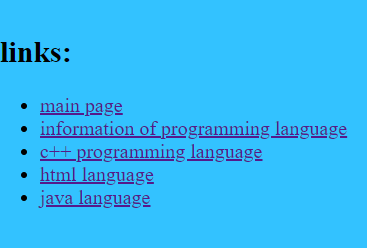 links:
main page
information of programming language
c++ programming language
html language
java language